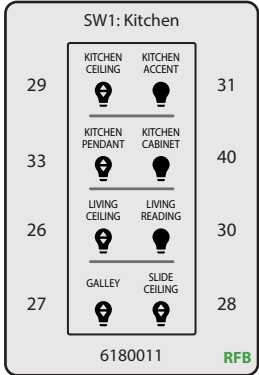 SW1: Kitchen
KITCHEN CEILING
KITCHEN ACCENT
29
31
KITCHEN PENDANT
KITCHEN CABINET
33
40
LIVING CEILING
LIVING READING
26
30
GALLEY
SLIDE CEILING
27
28
6180011
RFB